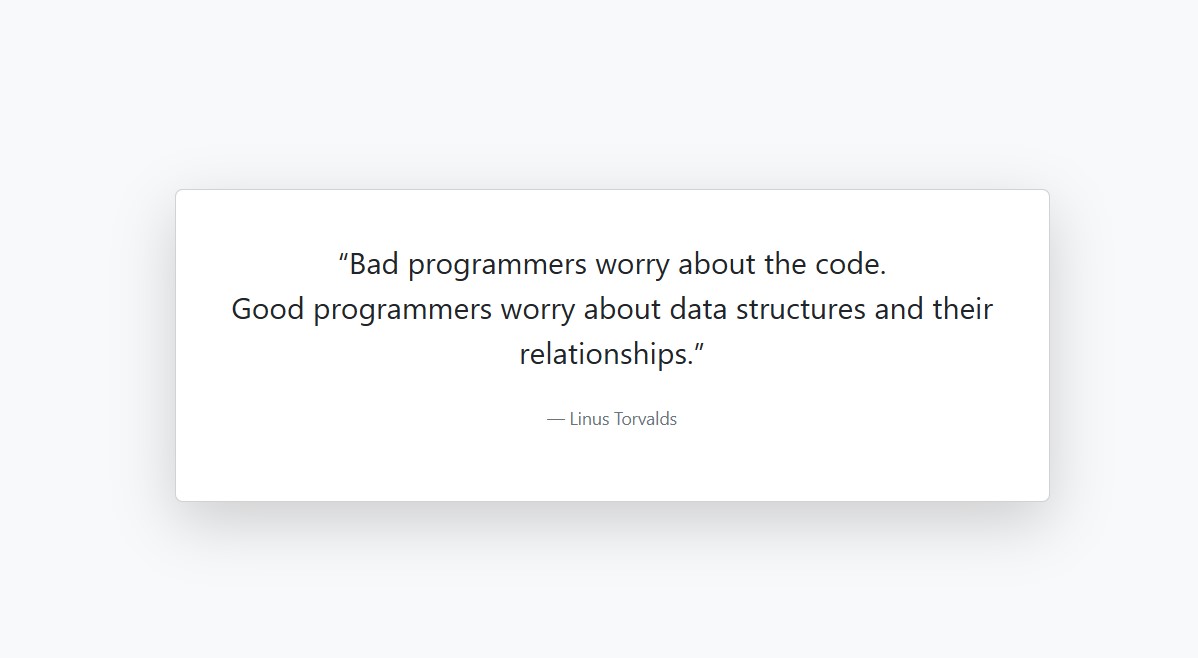 “Bad programmers worry about the code.
Good programmers worry about data structures and their
relationships.”
— Linus Torvalds